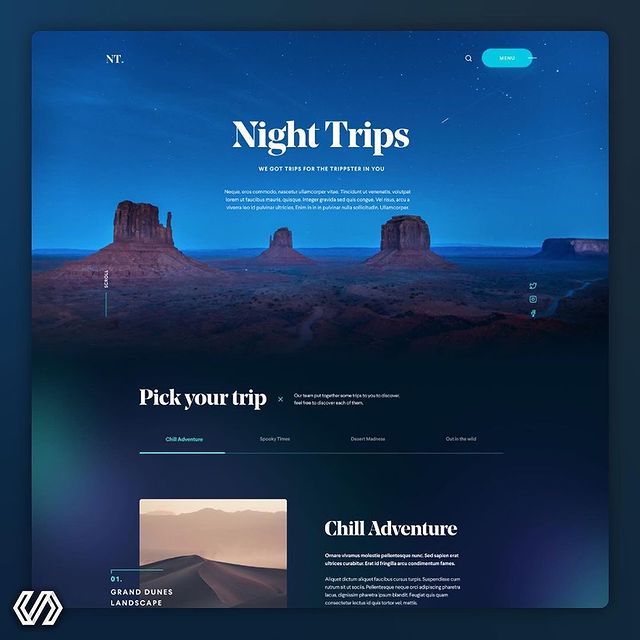 NT.
MENU
Night Trips
WE GOT TRIPS FOR THE TRIPPSTER IN YOU
Neque, eros commodo, nascetur ullamcorper vitae. Tincidunt ut venenatis, volutpat
lorem ut faucibus mauris, quisque. Integer gravida sed quis congue. Vel risus, arcu a
viverra leo id pulvinar ultricies. Enim in in pulvinar nulla sollicitudin. Ullamcorper.
SCROLL
Pick your trip
Our team put together some trips to you to discover,
feel free to discover each of them.
Chill Adventure
Spooky Times
Desert Madness
Out in the wild
Chill Adventure
Ornare vivamus molestie pellentesque nunc. Sed sapien erat
ultrices curabitur. Erat id fringilla arcu condimentum fames.
01.
GRAND DUNES
LANDSCAPE
Aliquet dictum aliquet faucibus cursus turpis. Suspendisse cum
rutrum sit ut sociis. Pellentesque neque orci adipiscing pharetra
lacus, dignissim pharetra ipsum blandit. Feugiat quis quam
consectetur lectus id quis tortor vel, mattis.